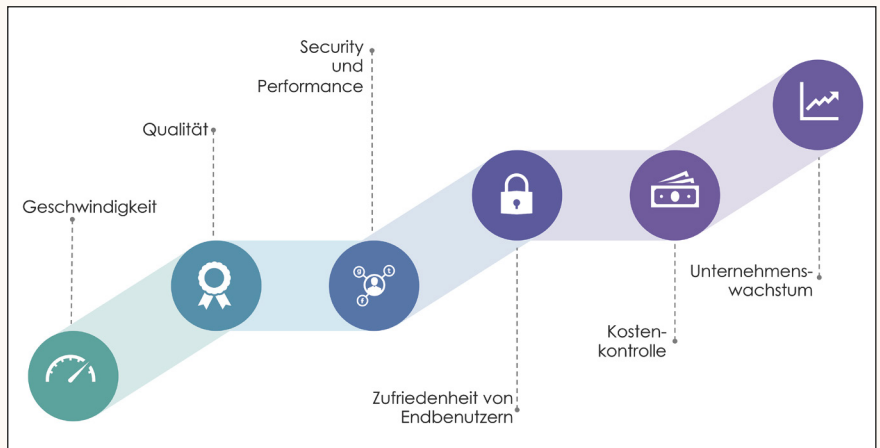 Geschwindigkeit
Qualität
Security
und
Performance
Zufriedenheit von
Endbenutzern
Kosten-
kontrolle
Unternehmens-
wachstum
g
t
f